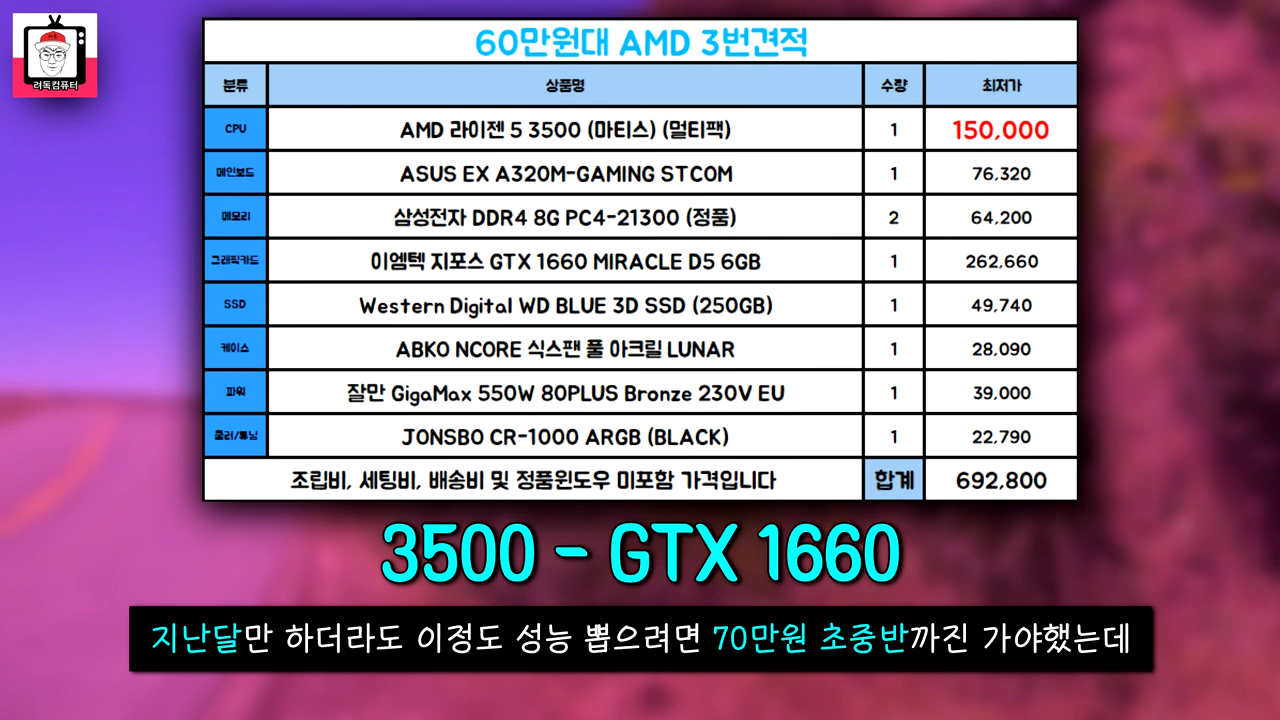 려독컴퓨터
60만원대 AMD 3번견적
분류 상품명 수량 최저가
CPU AMD 라이젠 5 3500 (마티스) (멀티팩) 1 150,000
메인보드 ASUS EX A320M-GAMING STCOM 1 76,320
메모리 삼성전자 DDR4 8G PC4-21300 (정품) 2 64,200
그래픽카드 이엠텍 지포스 GTX 1660 MIRACLE D5 6GB 1 262,660
SSD Western Digital WD BLUE 3D SSD (250GB) 1 49,740
케이스 ABKO NCORE 식스팬 풀 아크릴 LUNAR 1 28,090
파워 잘만 GigaMax 550W 80PLUS Bronze 230V EU 1 39,000
쿨러/튜닝 JONSBO CR-1000 ARGB (BLACK) 1 22,790
조립비, 세팅비, 배송비 및 정품윈도우 미포함 가격입니다 합계 692,800
3500 - GTX 1660
지난달만 하더라도 이정도 성능 뽑으려면 70만원 초중반까진 가야했는데